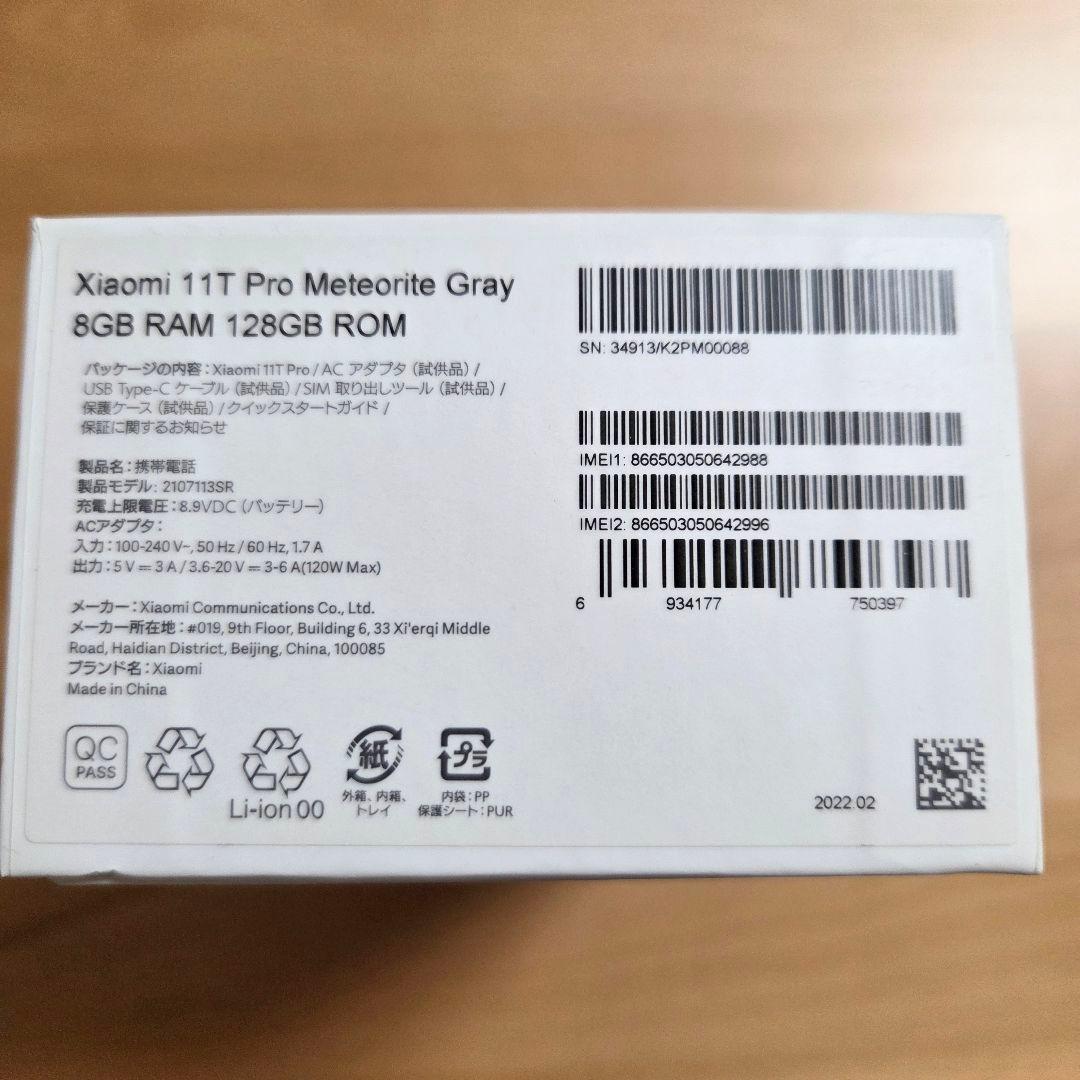 Xiaomi 11T Pro Meteorite Gray
8GB RAM 128GB ROM
パッケージの内容：Xiaomi 11T Pro / AC アダプタ（試供品）/
USB Type-C ケーブル（試供品）/ SIM 取り出しツール（試供品）/
保護ケース（試供品）/ クイックスタートガイド /
保証に関するお知らせ
製品名：携帯電話
製品モデル: 2107113SR
充電上限電圧：8.9VDC（バッテリー）
ACアダプタ：
入力：100-240 V~, 50 Hz / 60 Hz, 1.7 A
出力：5 V ⎓ 3 A / 3.6-20 V ⎓ 3-6 A(120W Max)
メーカー：Xiaomi Communications Co., Ltd.
メーカー所在地：#019, 9th Floor, Building 6, 33 Xi'erqi Middle
Road, Haidian District, Beijing, China, 100085
ブランド名：Xiaomi
Made in China
QC
PASS
Li-ion 00
紙
外箱、内箱、
トレイ
プラ
内袋：PP
保護シート：PUR
SN: 34913/K2PM00088
IMEI1: 866503050642988
IMEI2: 866503050642996
6 934177 750397
2022 02